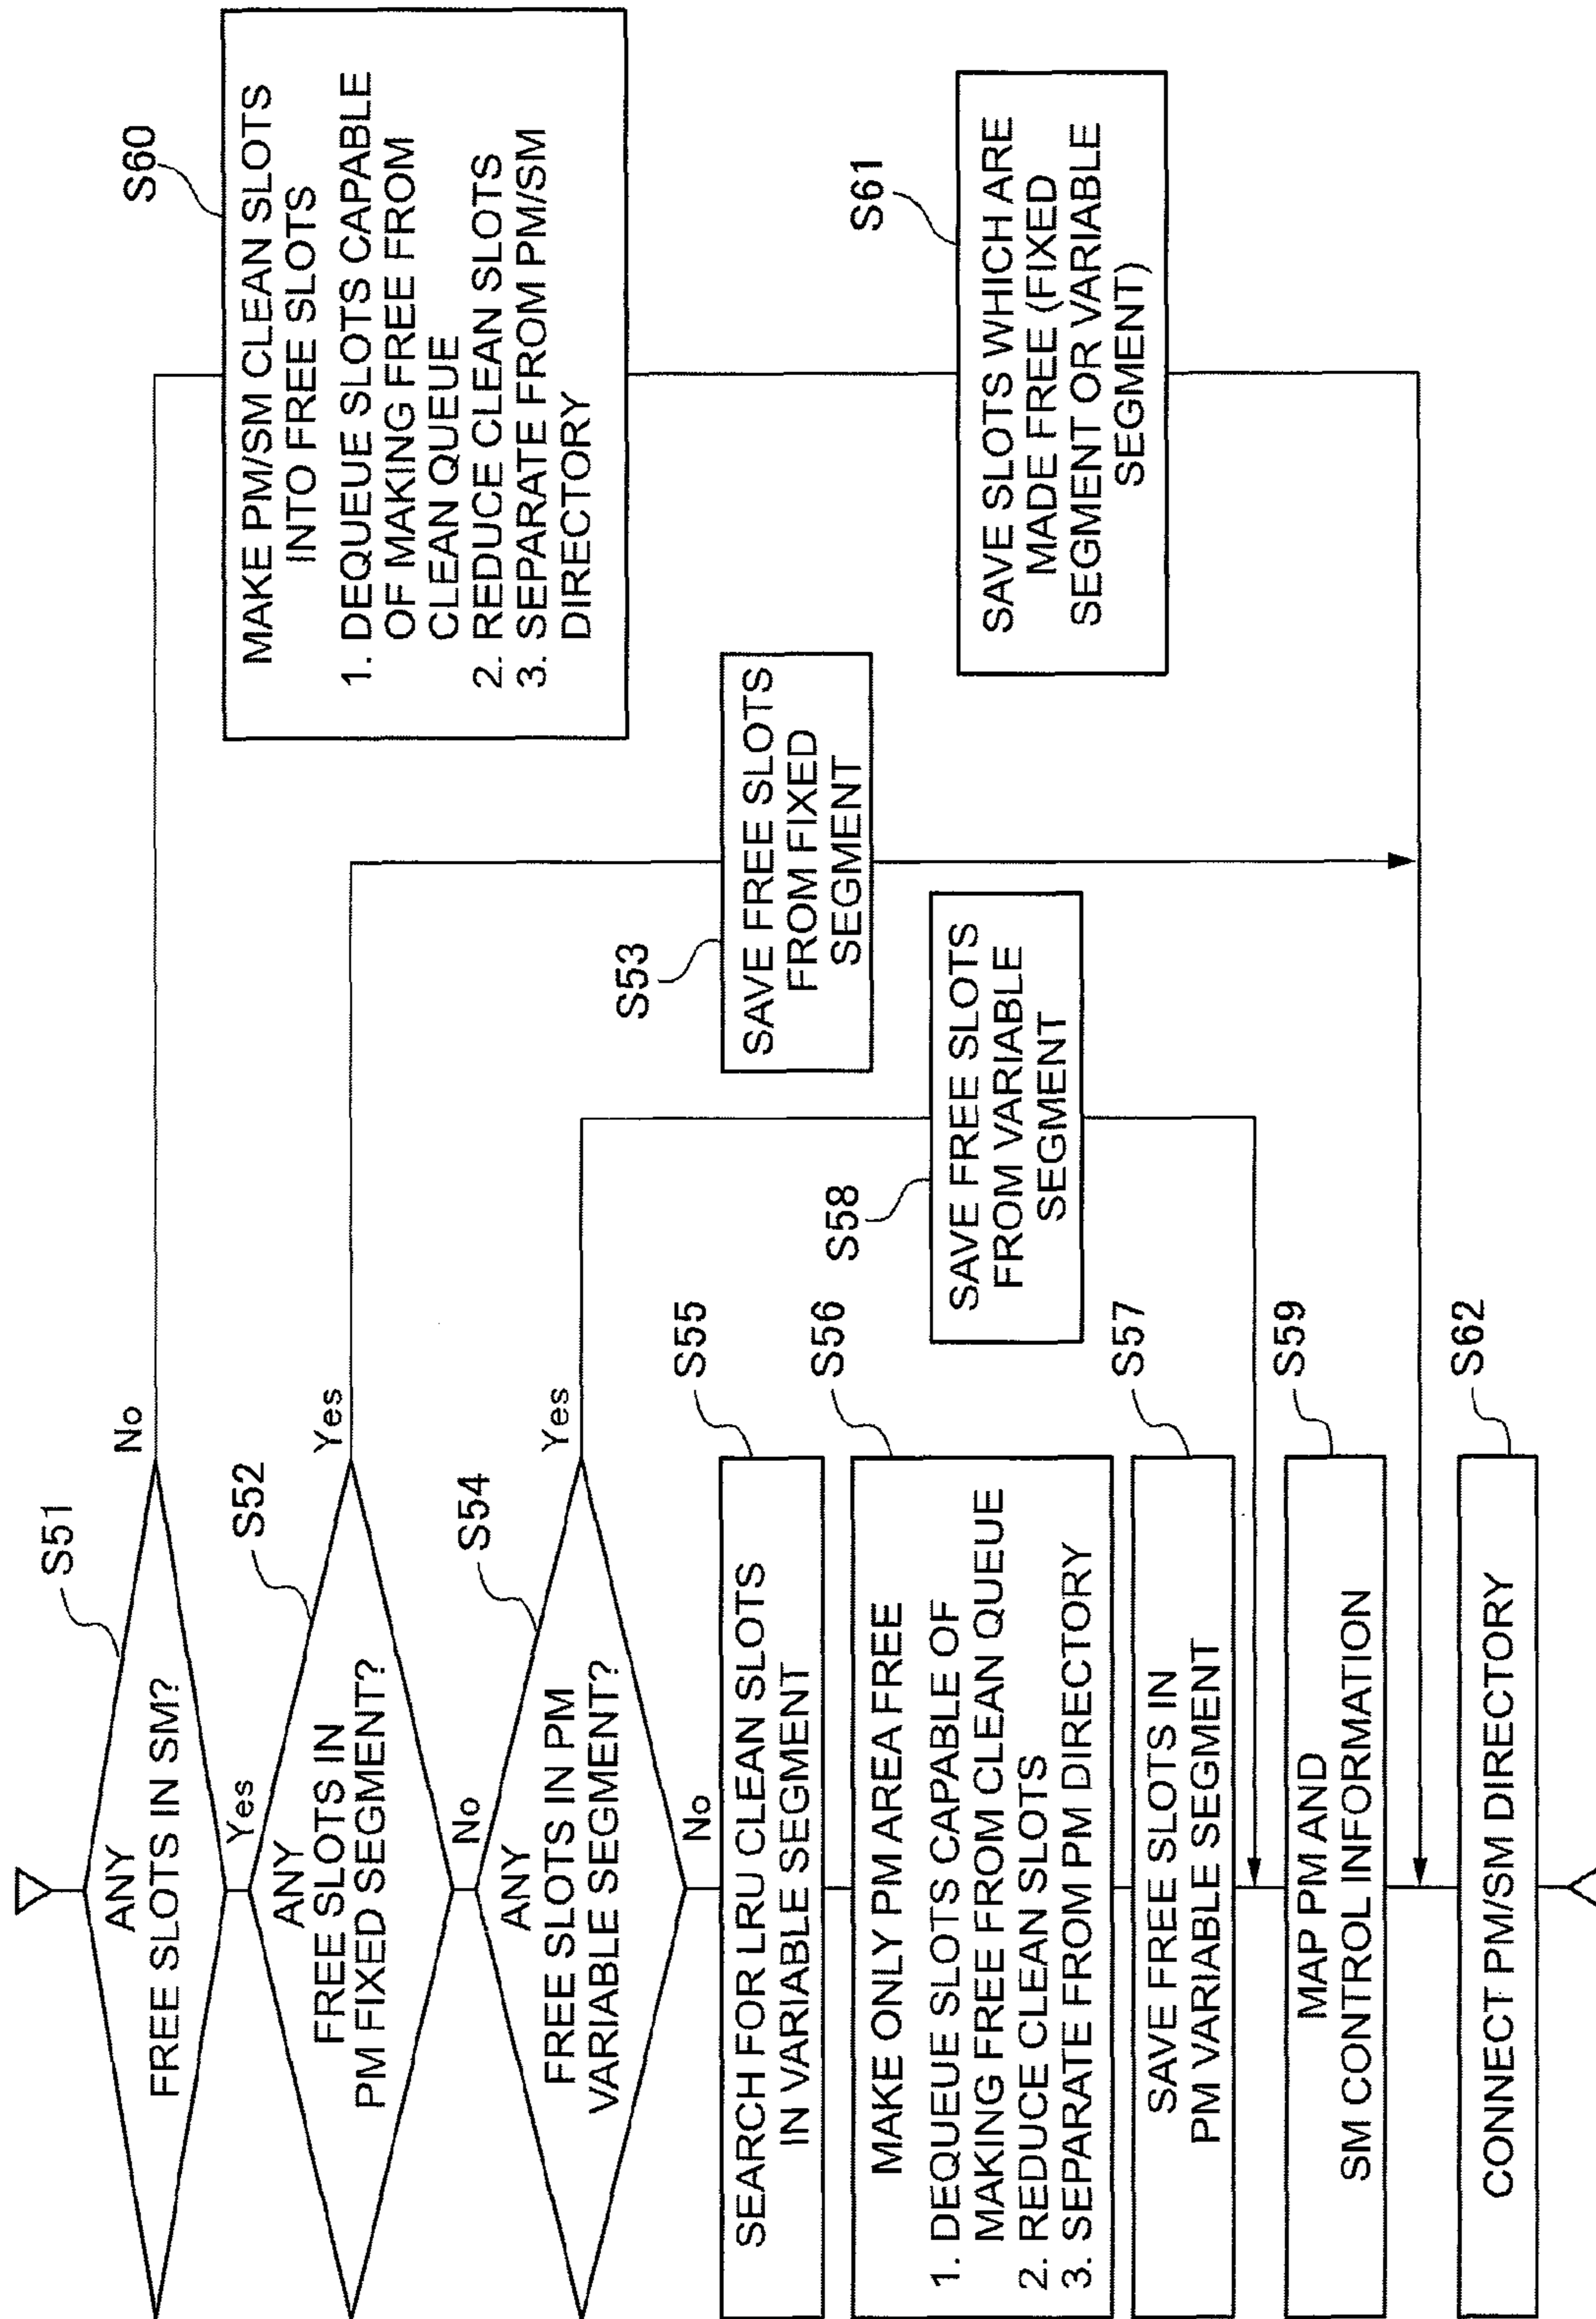 S51
ANY
FREE SLOTS IN SM?
No
Yes
S52
ANY
FREE SLOTS IN
PM FIXED SEGMENT?
Yes
No
S54
ANY
FREE SLOTS IN PM
VARIABLE SEGMENT?
Yes
No
S55
SEARCH FOR LRU CLEAN SLOTS
IN VARIABLE SEGMENT
S56
MAKE ONLY PM AREA FREE
1. DEQUEUE SLOTS CAPABLE OF
MAKING FREE FROM CLEAN QUEUE
2. REDUCE CLEAN SLOTS
3. SEPARATE FROM PM DIRECTORY
S57
SAVE FREE SLOTS IN
PM VARIABLE SEGMENT
S59
MAP PM AND
SM CONTROL INFORMATION
S62
CONNECT PM/SM DIRECTORY
S58
SAVE FREE SLOTS
FROM VARIABLE
SEGMENT
S53
SAVE FREE SLOTS
FROM FIXED
SEGMENT
S60
MAKE PM/SM CLEAN SLOTS
INTO FREE SLOTS
1. DEQUEUE SLOTS CAPABLE
OF MAKING FREE FROM
CLEAN QUEUE
2. REDUCE CLEAN SLOTS
3. SEPARATE FROM PM/SM
DIRECTORY
S61
SAVE SLOTS WHICH ARE
MADE FREE (FIXED
SEGMENT OR VARIABLE
SEGMENT)